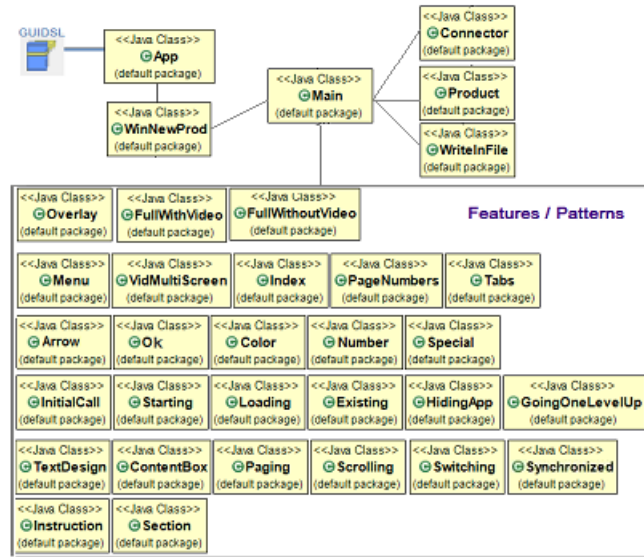 GUIDSL
<<Java Class>>
App
(default package)
<<Java Class>>
WinNewProd
(default package)
<<Java Class>>
Main
(default package)
<<Java Class>>
Connector
(default package)
<<Java Class>>
Product
(default package)
<<Java Class>>
WriteInFile
(default package)
Features / Patterns
<<Java Class>> <<Java Class>> <<Java Class>>
Overlay FullWithVideo FullWithoutVideo
(default package) (default package) (default package)
<<Java Class>> <<Java Class>> <<Java Class>> <<Java Class>> <<Java Class>>
Menu VidMultiScreen Index PageNumbers Tabs
(default package) (default package) (default package) (default package) (default package)
<<Java Class>> <<Java Class>> <<Java Class>> <<Java Class>> <<Java Class>>
Arrow Ok Color Number Special
(default package) (default package) (default package) (default package) (default package)
<<Java Class>> <<Java Class>> <<Java Class>> <<Java Class>> <<Java Class>> <<Java Class>>
InitialCall Starting Loading Existing HidingApp GoingOneLevelUp
(default package) (default package) (default package) (default package) (default package) (default package)
<<Java Class>> <<Java Class>> <<Java Class>> <<Java Class>> <<Java Class>> <<Java Class>>
TextDesign ContentBox Paging Scrolling Switching Synchronized
(default package) (default package) (default package) (default package) (default package) (default package)
<<Java Class>> <<Java Class>>
Instruction Section
(default package) (default package)